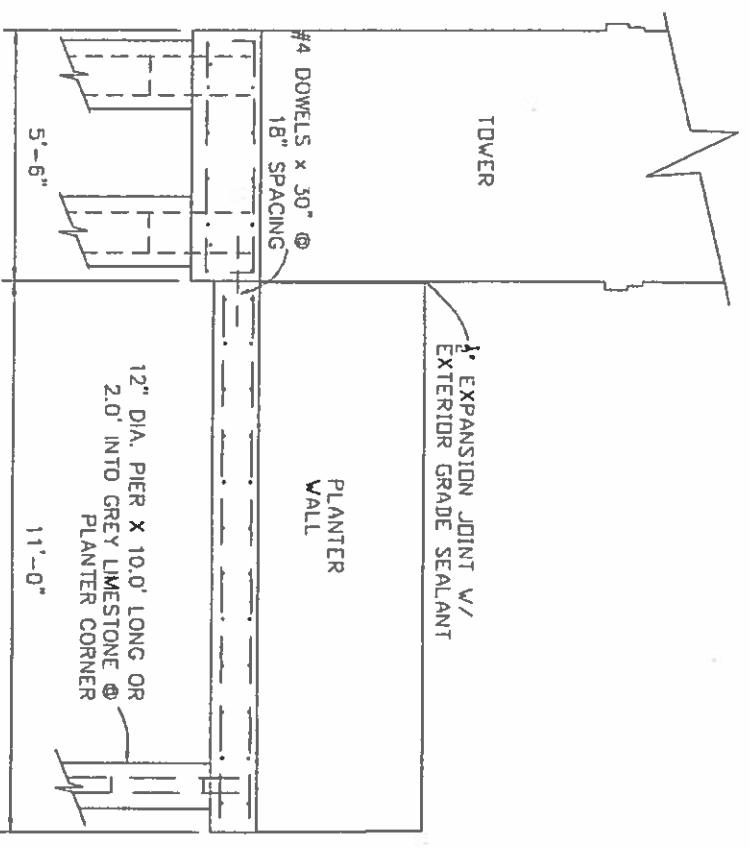 TOWER
#4 DOWELS x 30" @
18" SPACING
EXPANSION JOINT W/
EXTERIOR GRADE SEALANT
PLANTER
WALL
12" DIA. PIER X 10.0' LONG OR
2.0' INTO GREY LIMESTONE @
PLANTER CORNER
5'-6"
11'-0"